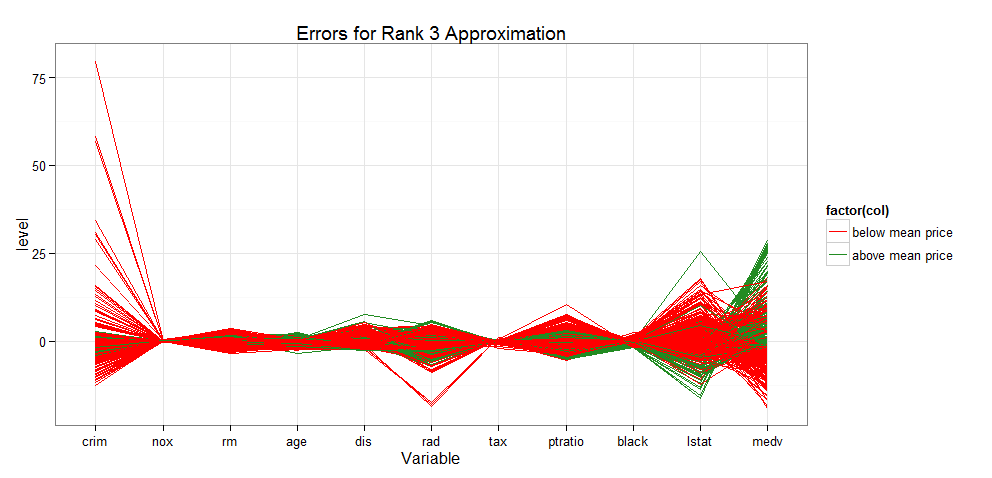 Errors for Rank 3 Approximation
level
75
50
25
0
crim nox rm age dis rad tax ptratio black lstat medv
Variable
factor(col)
below mean price
above mean price